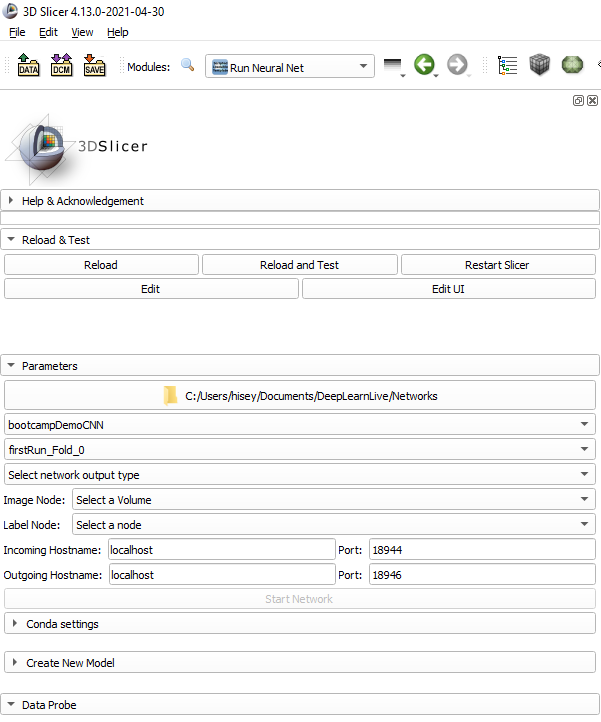 3D Slicer 4.13.0-2021-04-30
File Edit View Help
DATA DCM SAVE Modules: Run Neural Net
3DSlicer
Help & Acknowledgement
Reload & Test
Reload Reload and Test Restart Slicer
Edit Edit UI
Parameters
C:/Users/hisey/Documents/DeepLearnLive/Networks
bootcampDemoCNN
firstRun_Fold_0
Select network output type
Image Node: Select a Volume
Label Node: Select a node
Incoming Hostname: localhost Port: 18944
Outgoing Hostname: localhost Port: 18946
Start Network
Conda settings
Create New Model
Data Probe